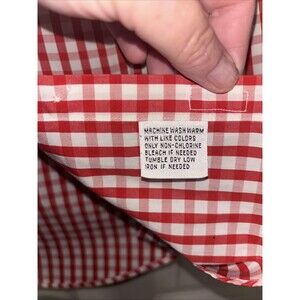 MACHINE WASH WARM
WITH LIKE COLORS
ONLY NON-CHLORINE
BLEACH IF NEEDED
TUMBLE DRY LOW
IRON IF NEEDED